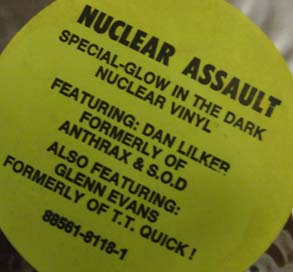 NUCLEAR ASSAULT
SPECIAL-GLOW IN THE DARK
NUCLEAR VINYL
FEATURING: DAN LILKER
FORMERLY OF
ANTHRAX & S.O.D
ALSO FEATURING:
GLENN EVANS
FORMERLY OF T.T. QUICK !
88561-8118-1